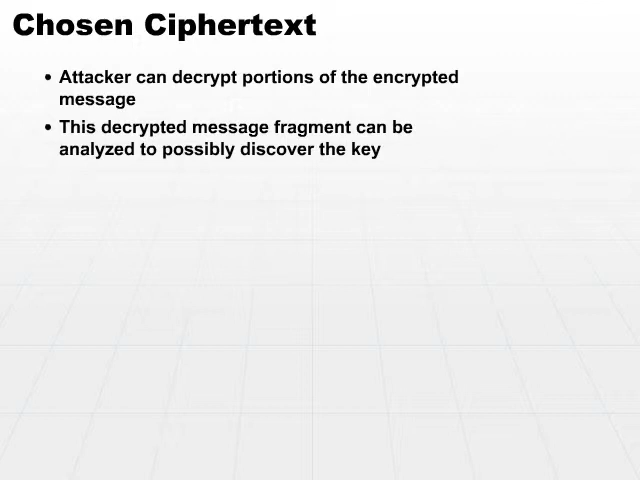 Chosen Ciphertext
• Attacker can decrypt portions of the encrypted
message
• This decrypted message fragment can be
analyzed to possibly discover the key